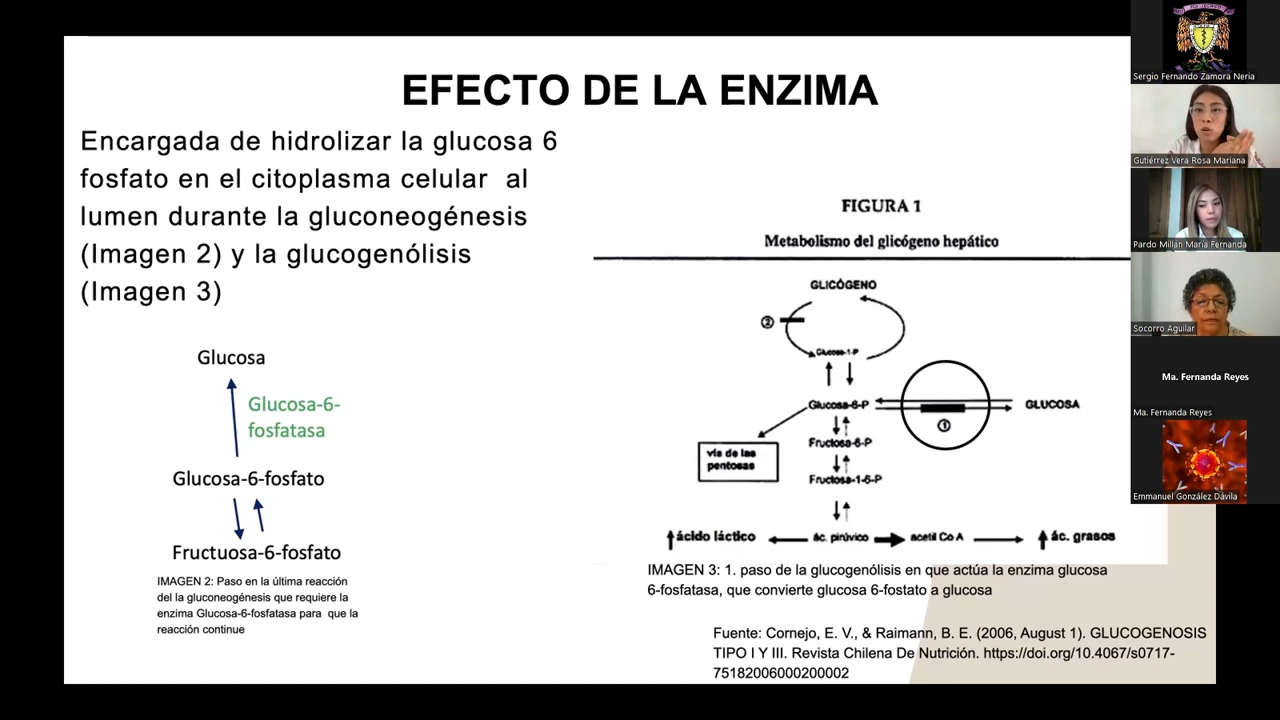 EFECTO DE LA ENZIMA
Encargada de hidrolizar la glucosa 6
fosfato en el citoplasma celular al
lumen durante la gluconeogénesis
(Imagen 2) y la glucogenólisis
(Imagen 3)
Glucosa
Glucosa-6-
fosfatasa
Glucosa-6-fosfato
Fructuosa-6-fosfato
IMAGEN 2: Paso en la última reacción
del la gluconeogénesis que requiere la
enzima Glucosa-6-fosfatasa para que la
reacción continue
FIGURA 1
Metabolismo del glicógeno hepático
GLICÓGENO
2
Glucosa-1-P
Glucosa-6-P
GLUCOSA
1
Fructosa-6-P
vía de las
pentosas
Fructosa-1-6-P
ácido láctico
ác. pirúvico
acetil Co A
ác. grasos
IMAGEN 3: 1. paso de la glucogenólisis en que actúa la enzima glucosa
6-fosfatasa, que convierte glucosa 6-fostato a glucosa
Fuente: Cornejo, E. V., & Raimann, B. E. (2006, August 1). GLUCOGENOSIS
TIPO I Y III. Revista Chilena De Nutrición. https://doi.org/10.4067/s0717-
75182006000200002
Sergio Fernando Zamora Neria
Gutiérrez Vera Rosa Mariana
Pardo Millán María Fernanda
Socorro Aguilar
Ma. Fernanda Reyes
Ma. Fernanda Reyes
Emmanuel González Dávila